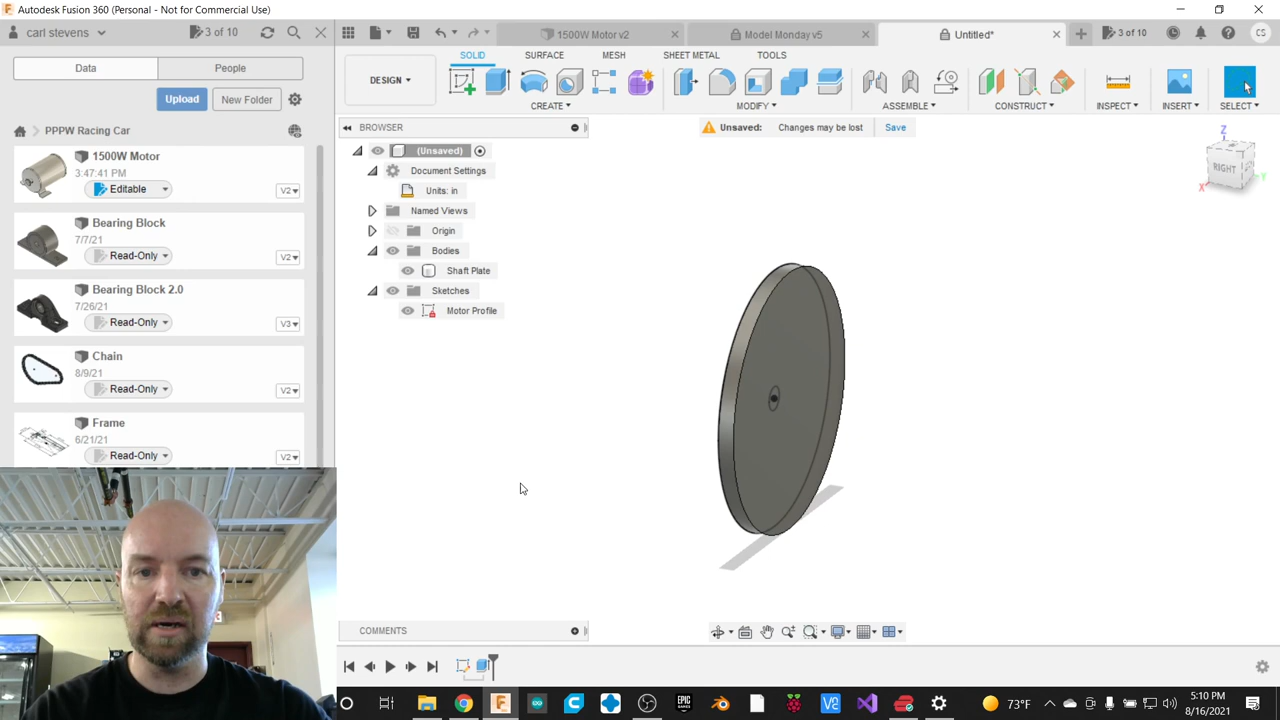 Autodesk Fusion 360 (Personal - Not for Commercial Use)
carl stevens
3 of 10
1500W Motor v2
Model Monday v5
Untitled*
3 of 10
CS
Data
People
Upload
New Folder
PPPW Racing Car
1500W Motor
3:47:41 PM
Editable
V2
Bearing Block
7/7/21
Read-Only
V2
Bearing Block 2.0
7/26/21
Read-Only
V3
Chain
8/9/21
Read-Only
V2
Frame
6/21/21
Read-Only
V2
DESIGN
SOLID
SURFACE
MESH
SHEET METAL
TOOLS
CREATE
MODIFY
ASSEMBLE
CONSTRUCT
INSPECT
INSERT
SELECT
BROWSER
Unsaved:
Changes may be lost
Save
(Unsaved)
Document Settings
Units: in
Named Views
Origin
Bodies
Shaft Plate
Sketches
Motor Profile
Z
RIGHT
X
Y
COMMENTS
EPIC
GAMES
73°F
5:10 PM
8/16/2021